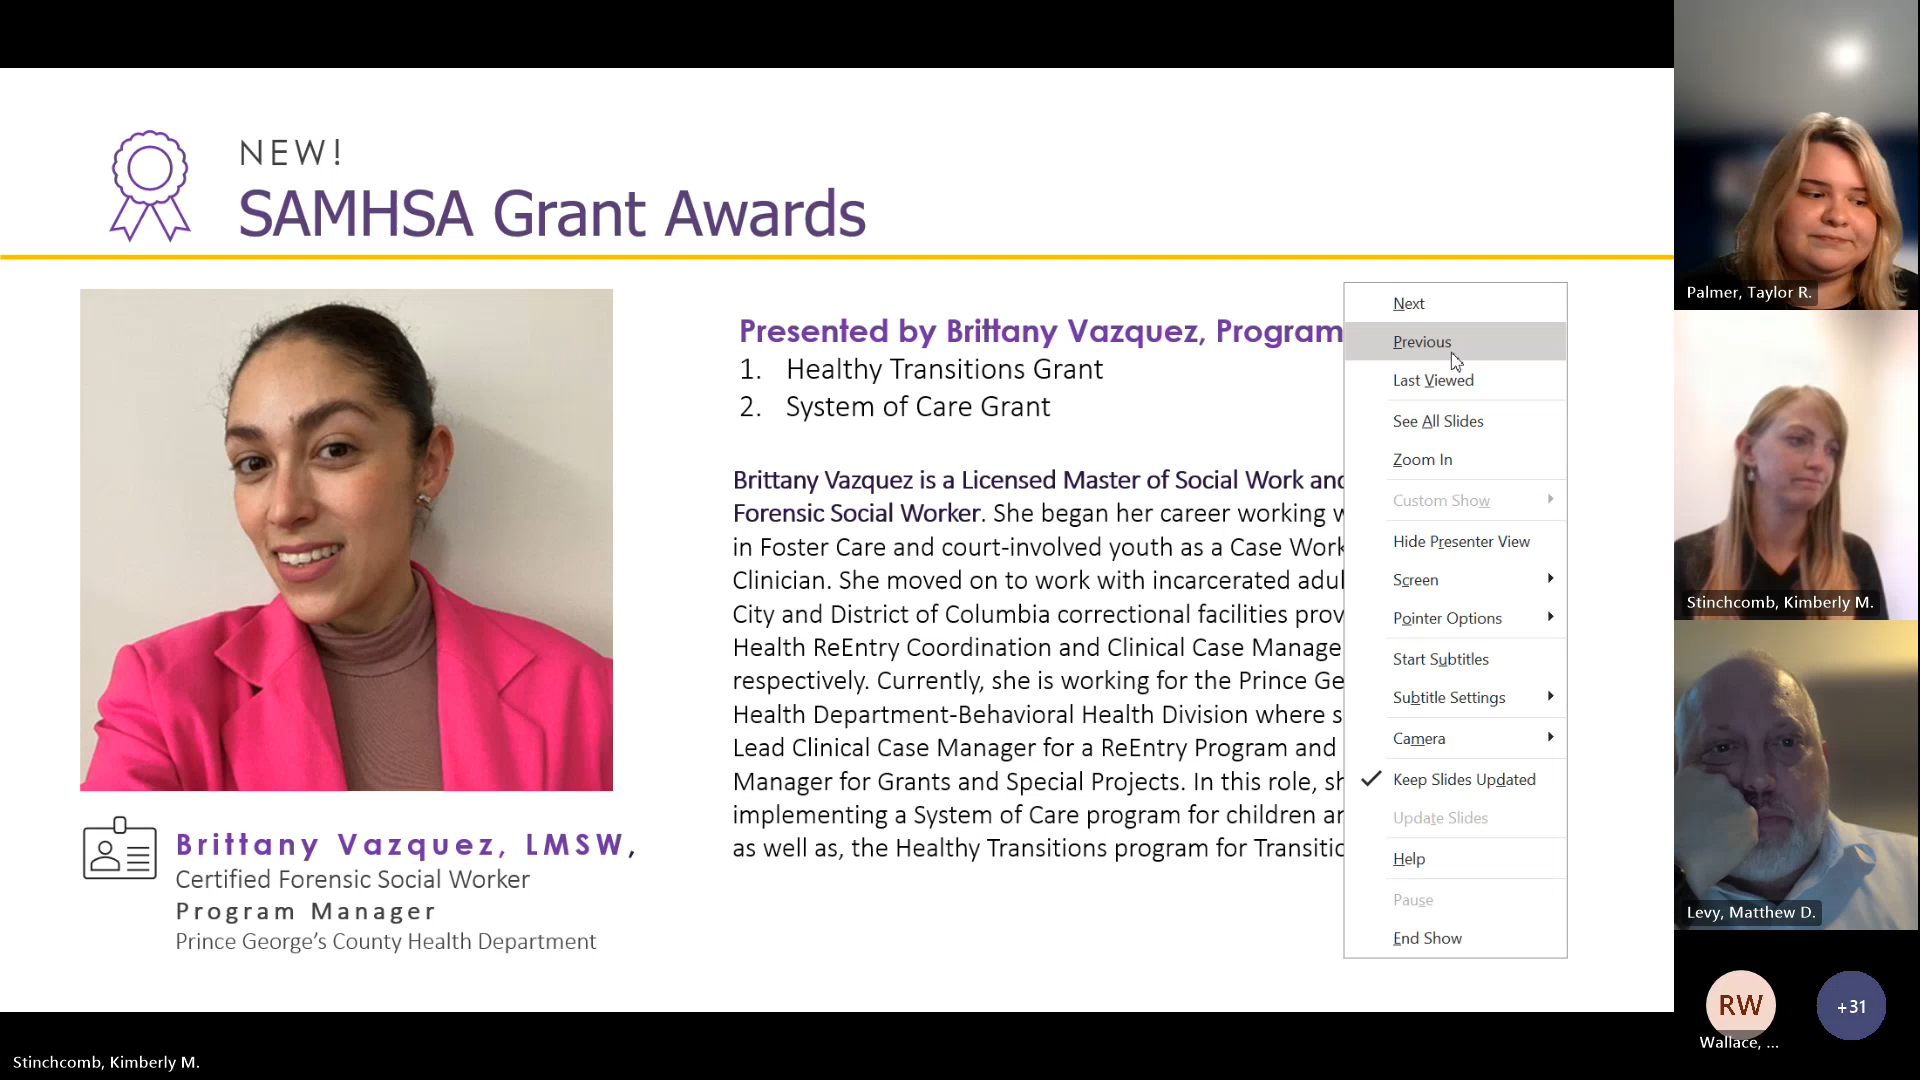 NEW!
SAMHSA Grant Awards
Presented by Brittany Vazquez, Program
1. Healthy Transitions Grant
2. System of Care Grant
Brittany Vazquez is a Licensed Master of Social Work and
Forensic Social Worker. She began her career working
in Foster Care and court-involved youth as a Case
Clinician. She moved on to work with incarcerated
City and District of Columbia correctional facilities
Health ReEntry Coordination and Clinical Case
respectively. Currently, she is working for the Prince
Health Department-Behavioral Health Division where
Lead Clinical Case Manager for a ReEntry Program and
Manager for Grants and Special Projects. In this role,
implementing a System of Care program for children
as well as, the Healthy Transitions program for
Brittany Vazquez, LMSW,
Certified Forensic Social Worker
Program Manager
Prince George's County Health Department
Next
Previous
Last Viewed
See All Slides
Zoom In
Custom Show
Hide Presenter View
Screen
Pointer Options
Start Subtitles
Subtitle Settings
Camera
Keep Slides Updated
Update Slides
Help
Pause
End Show
Palmer, Taylor R.
Stinchcomb, Kimberly M.
Levy, Matthew D.
RW
+31
Wallace, ...
Stinchcomb, Kimberly M.